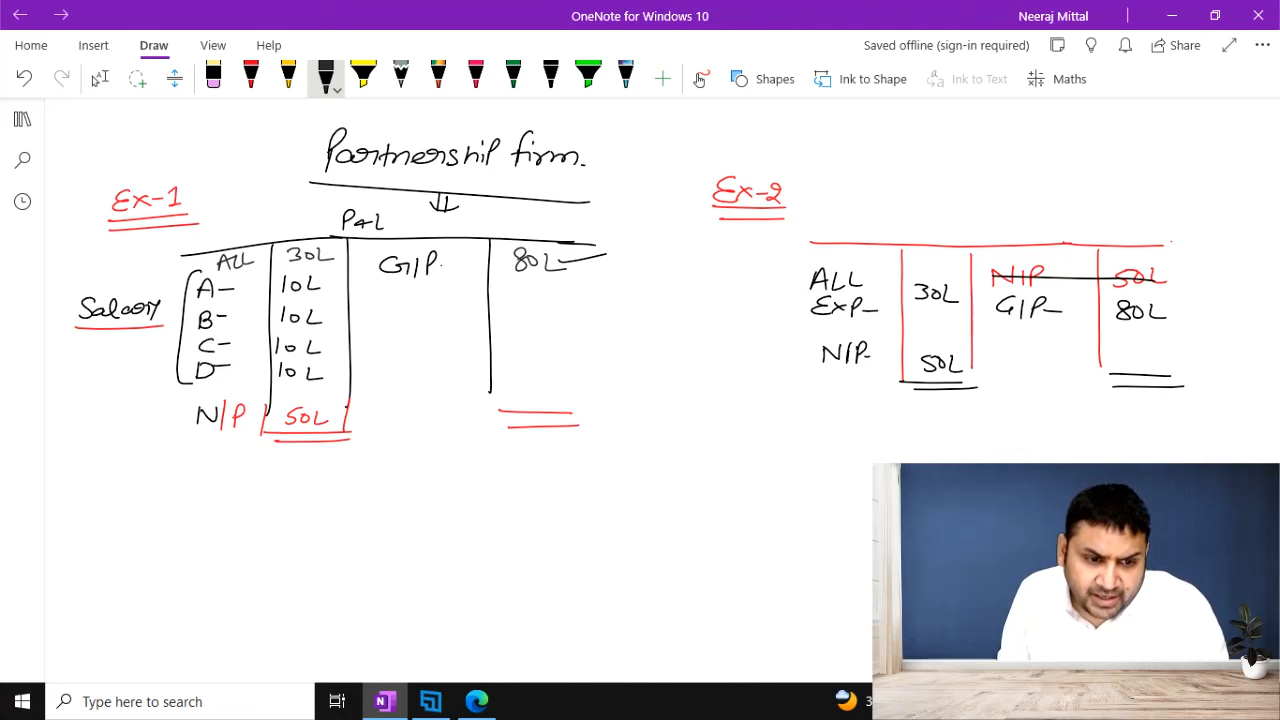 OneNote for Windows 10
Neeraj Mittal
Home Insert Draw View Help
Saved offline (sign-in required)
Share
Shapes
Ink to Shape
Ink to Text
Maths
Partnership firm.
Ex-1
P&L
ALL 30L G/P. 80L
Salary
A- 10L
B- 10L
C- 10L
D- 10L
N/P 50L
Ex-2
ALL EXP- 30L
N/P 50L
G/P- 80L
N/P- 50L
Type here to search
3